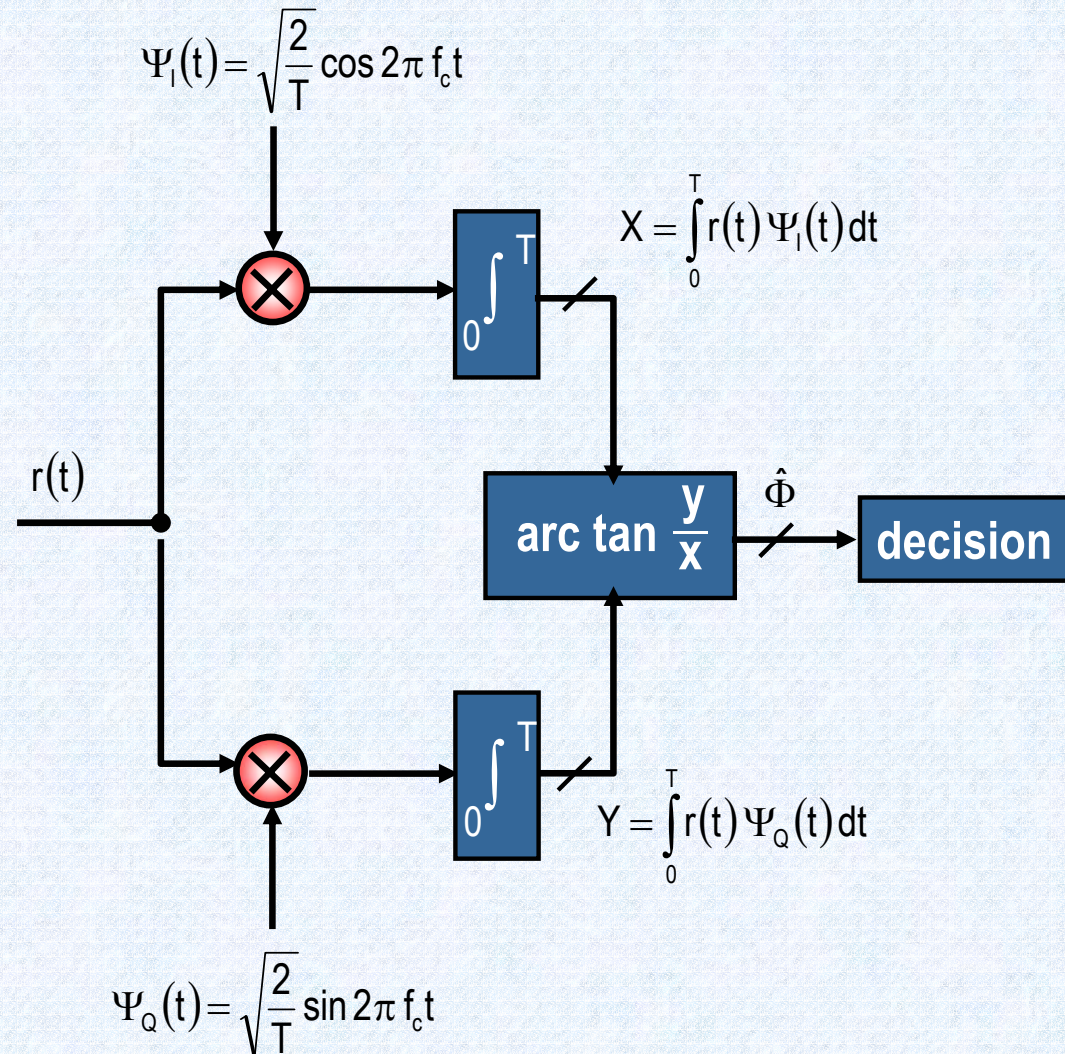 Ψ_I(t) = √(2/T) cos 2π f_c t
X = ∫₀ᵀ r(t) Ψ_I(t) dt
₀∫ᵀ
r(t)
arc tan y/x
Φ̂
decision
₀∫ᵀ
Y = ∫₀ᵀ r(t) Ψ_Q(t) dt
Ψ_Q(t) = √(2/T) sin 2π f_c t